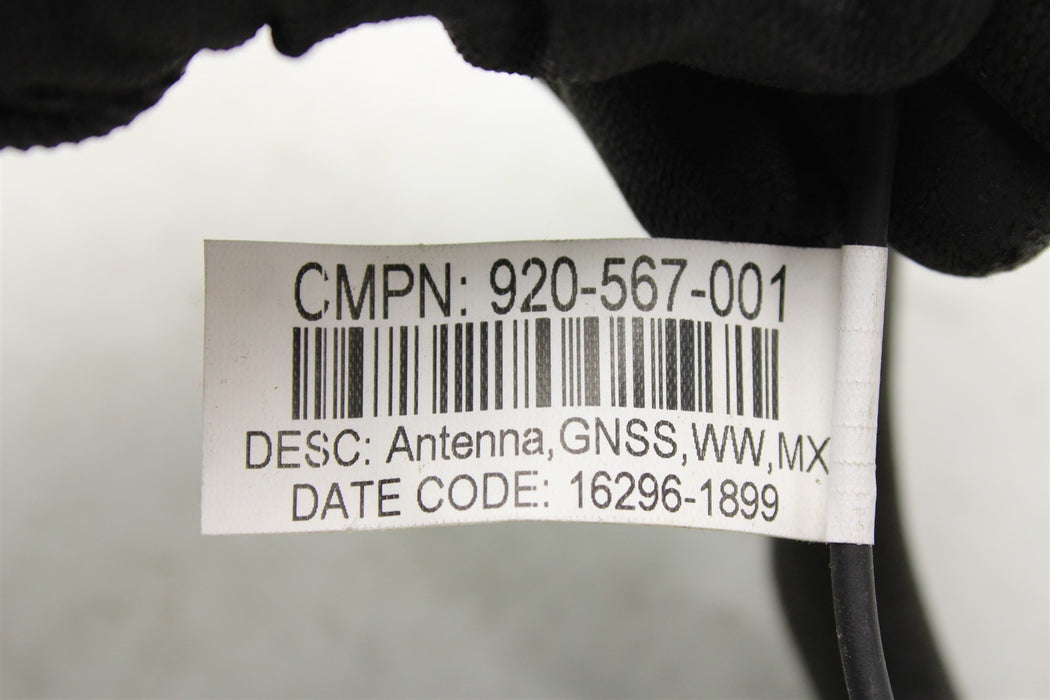 CMPN: 920-567-001
DESC: Antenna,GNSS,WW,MX
DATE CODE: 16296-1899